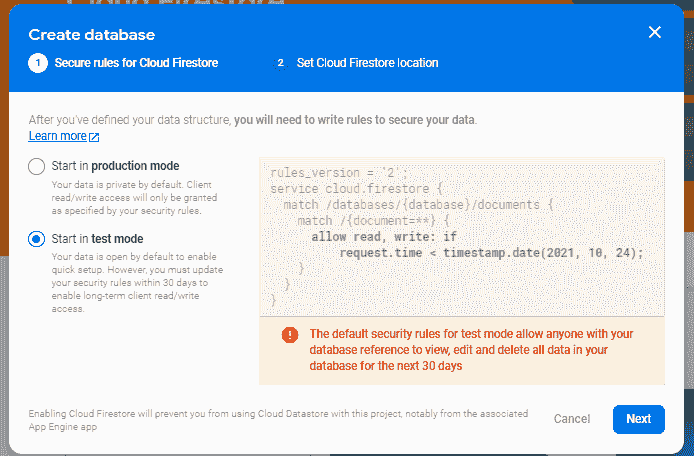 Create database
1 Secure rules for Cloud Firestore 2 Set Cloud Firestore location
After you've defined your data structure, you will need to write rules to secure your data.
Learn more
Start in production mode
Your data is private by default. Client
read/write access will only be granted
as specified by your security rules.
Start in test mode
Your data is open by default to enable
quick setup. However, you must update
your security rules within 30 days to
enable long-term client read/write
access.
rules_version = '2';
service cloud.firestore {
  match /databases/{database}/documents {
    match /{document=**} {
      allow read, write: if
          request.time < timestamp.date(2021, 10, 24);
    }
  }
}
The default security rules for test mode allow anyone with your
database reference to view, edit and delete all data in your
database for the next 30 days
Enabling Cloud Firestore will prevent you from using Cloud Datastore with this project, notably from the associated
App Engine app
Cancel Next